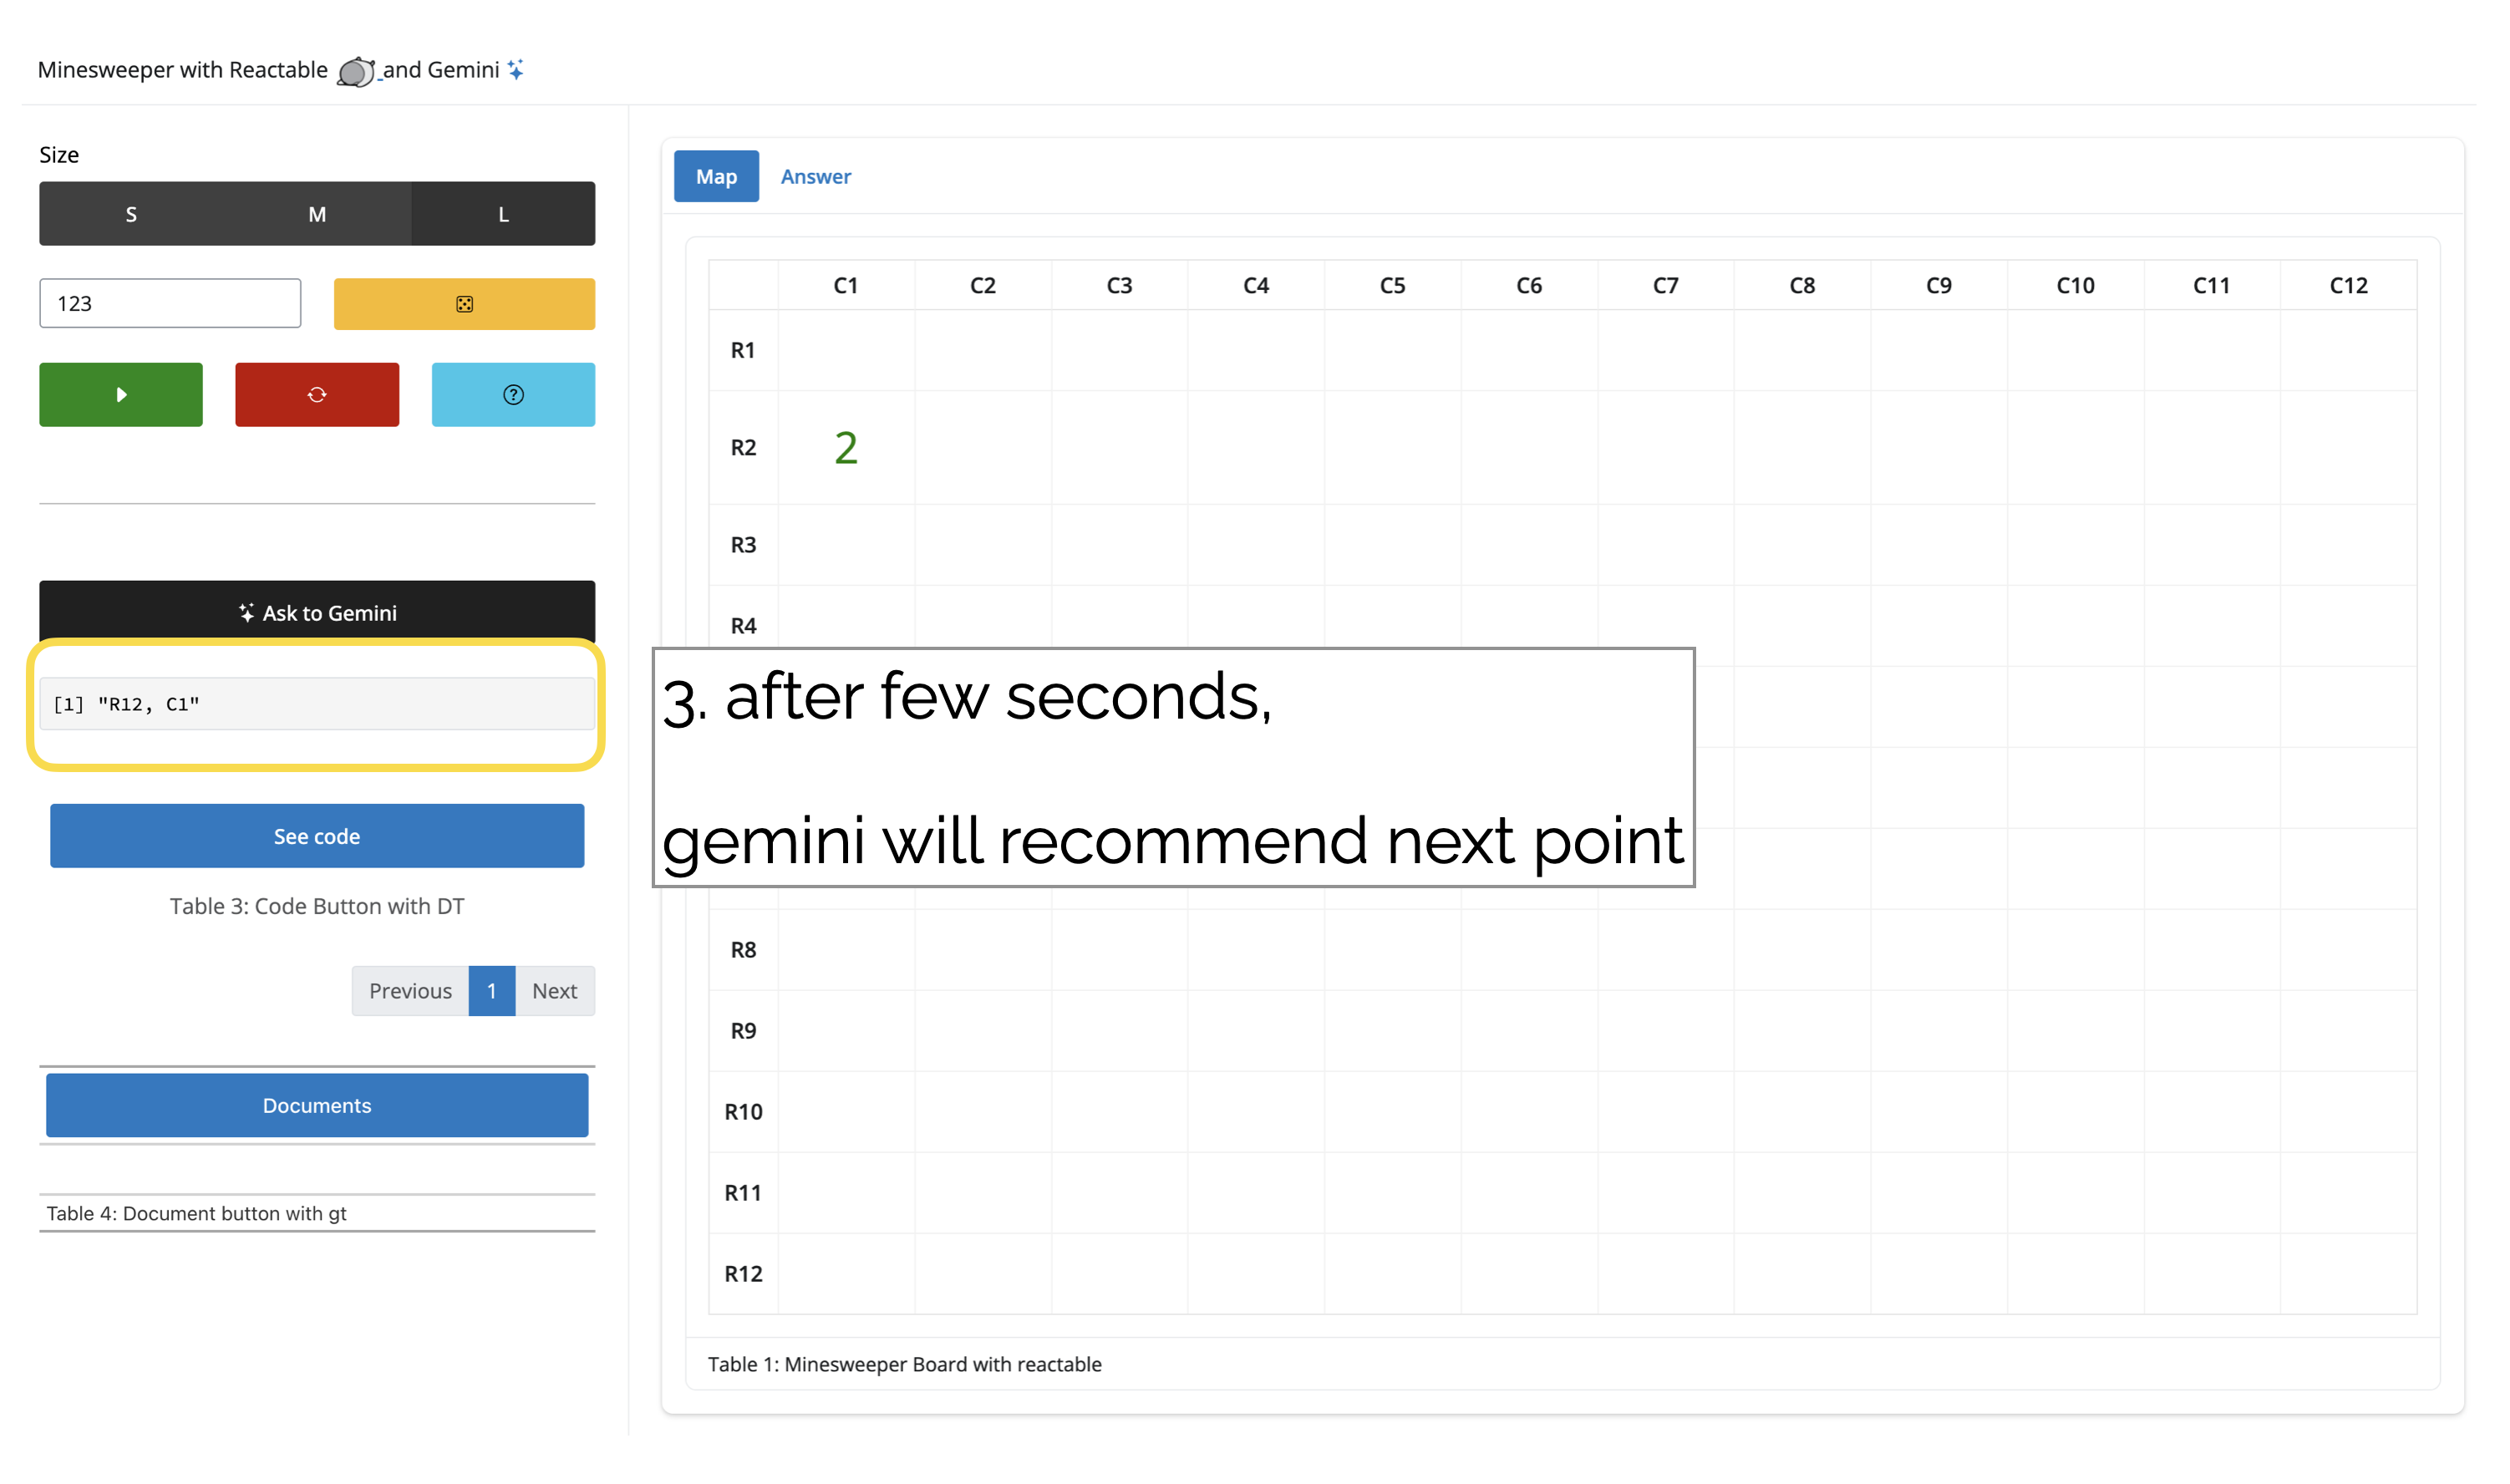 Minesweeper with Reactable and Gemini
Size
S M L
123
Ask to Gemini
[1] "R12, C1"
See code
Table 3: Code Button with DT
Previous 1 Next
Documents
Table 4: Document button with gt
Map Answer
C1 C2 C3 C4 C5 C6 C7 C8 C9 C10 C11 C12
R1
R2 2
R3
R4
3. after few seconds,
gemini will recommend next point
R8
R9
R10
R11
R12
Table 1: Minesweeper Board with reactable